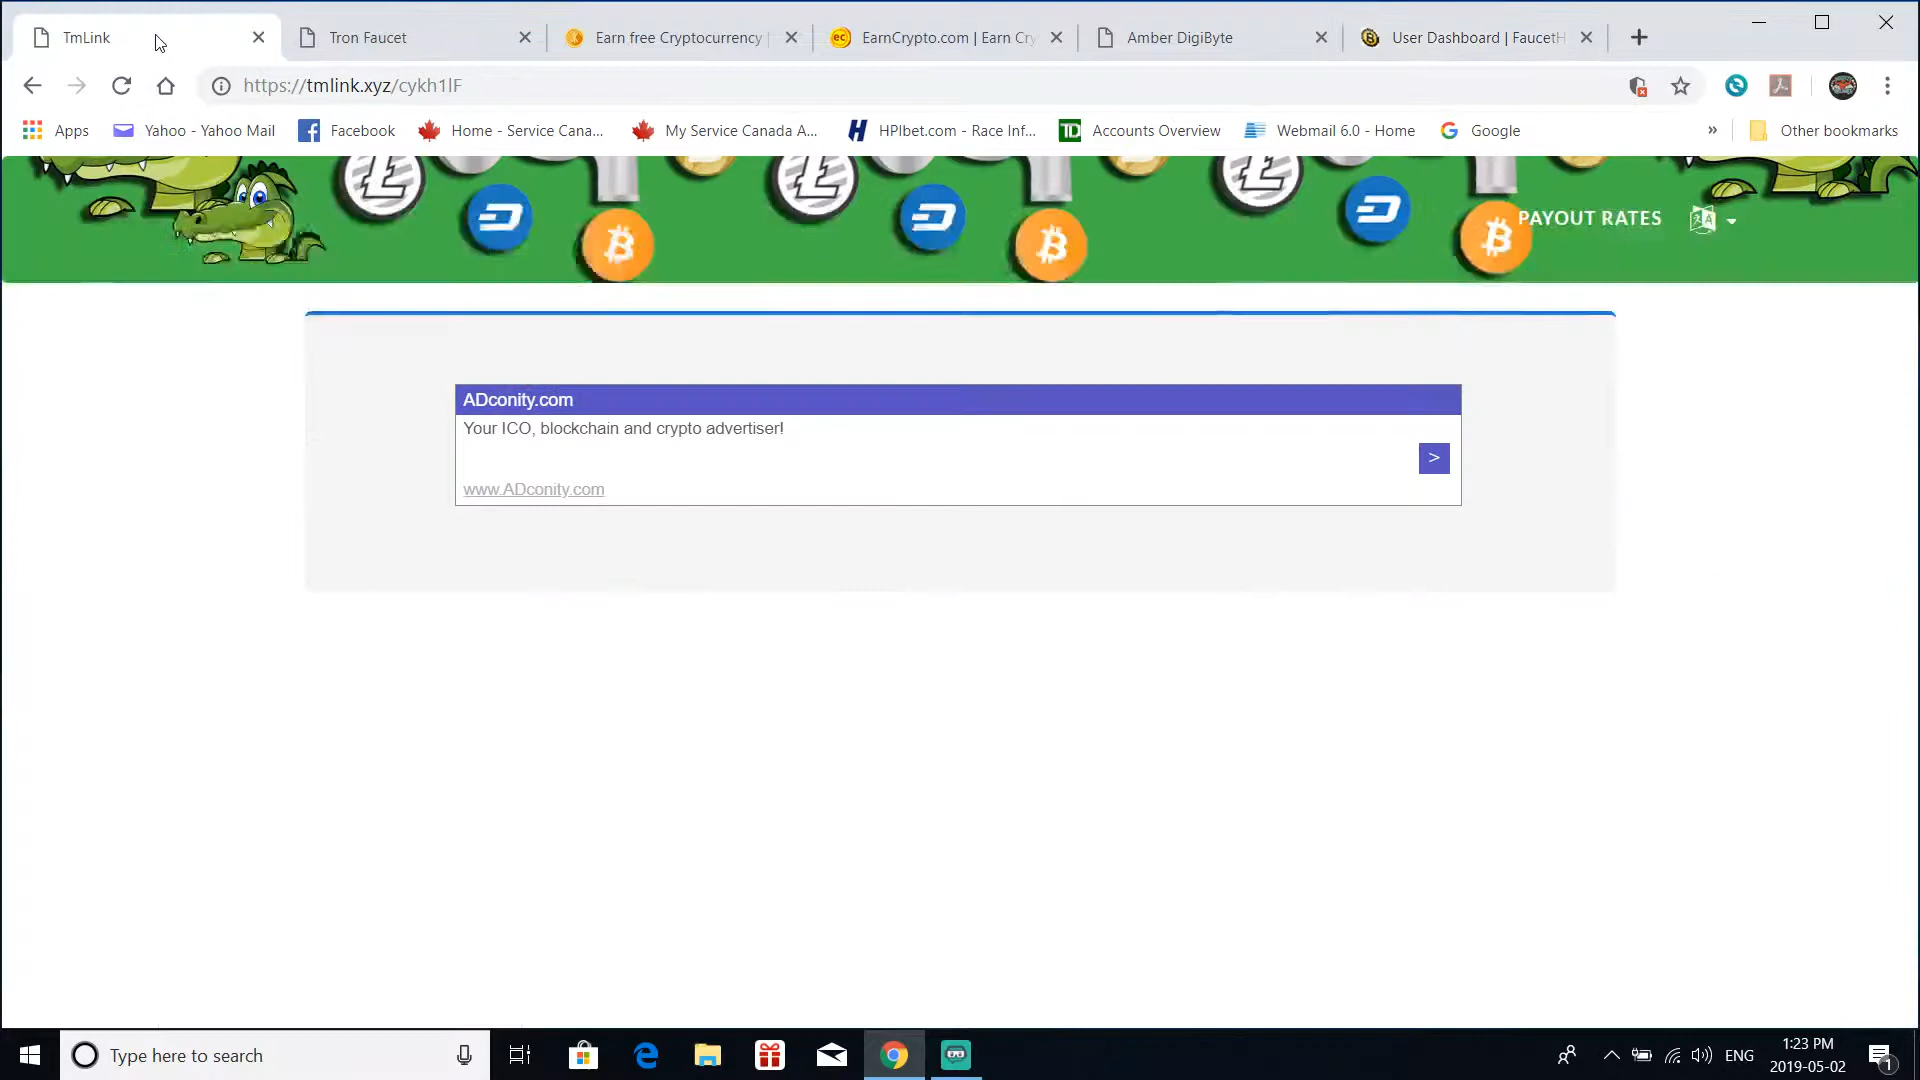 TmLink
Tron Faucet
Earn free Cryptocurrency
ec EarnCrypto.com | Earn Cry
Amber DigiByte
User Dashboard | FaucetH
https://tmlink.xyz/cykh1lF
Apps
Yahoo - Yahoo Mail
Facebook
Home - Service Cana...
My Service Canada A...
HPIbet.com - Race Inf...
TD Accounts Overview
Webmail 6.0 - Home
Google
»
Other bookmarks
PAYOUT RATES
ADconity.com
Your ICO, blockchain and crypto advertiser!
>
www.ADconity.com
Type here to search
ENG
1:23 PM
2019-05-02
1